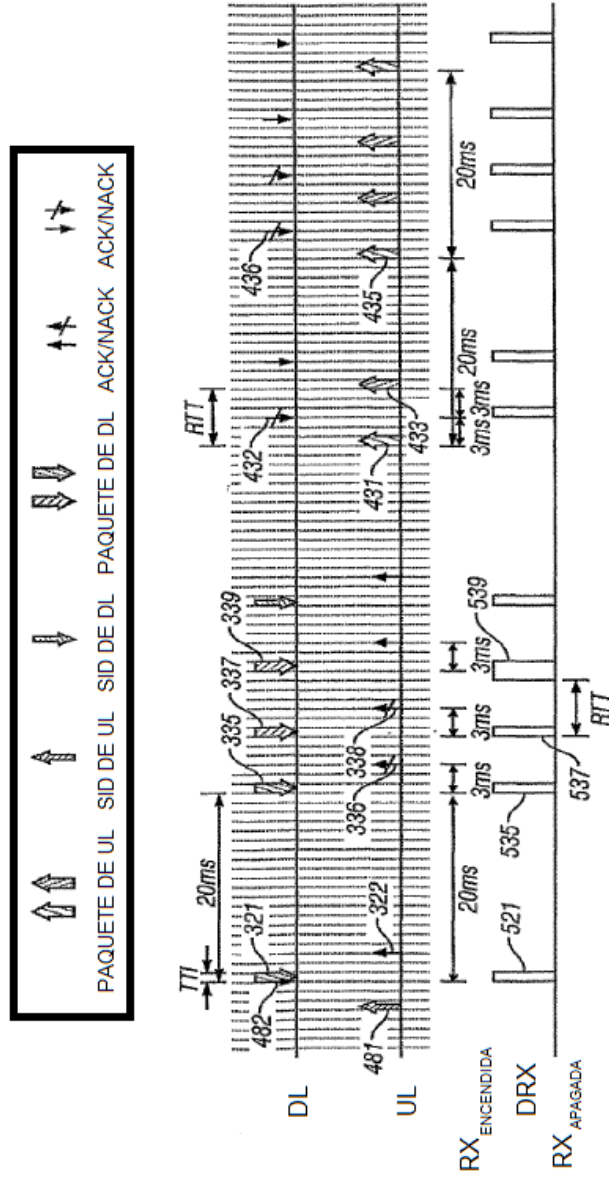 PAQUETE DE UL SID DE UL SID DE DL PAQUETE DE DL ACK/NACK ACK/NACK
TTI
20ms
RTT
482
321
335
337
339
432
436
DL
481
322
336
338
431
433
435
UL
20ms
3ms
3ms
3ms
3ms
3ms
20ms
20ms
RX ENCENDIDA
DRX
RX APAGADA
521
535
537
539
RTT